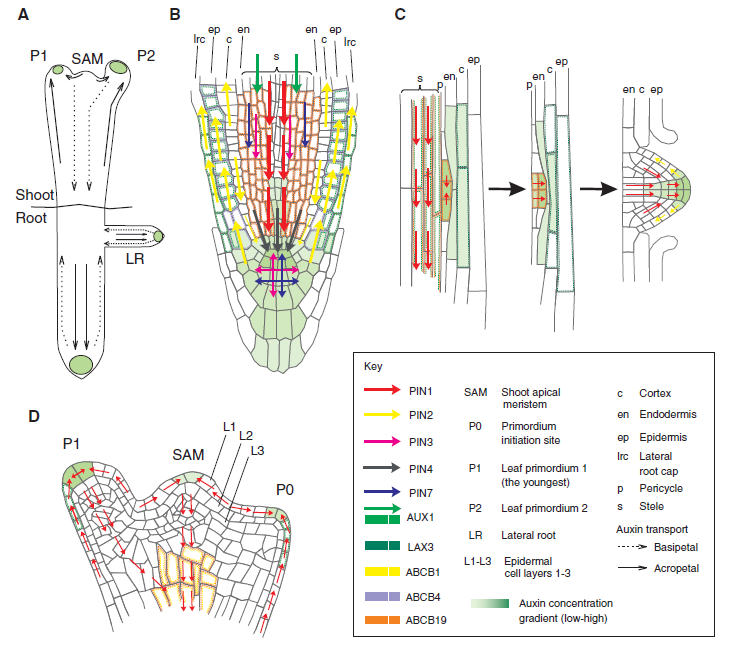 A
P1
SAM
P2
Shoot
Root
LR
B
lrc
ep
c
en
s
en
c
ep
lrc
C
s
p
en
c
ep
p
en
c
ep
en c ep
D
P1
SAM
L1
L2
L3
P0
Key
PIN1
PIN2
PIN3
PIN4
PIN7
AUX1
LAX3
ABCB1
ABCB4
ABCB19
SAM Shoot apical
meristem
P0 Primordium
initiation site
P1 Leaf primordium 1
(the youngest)
P2 Leaf primordium 2
LR Lateral root
L1-L3 Epidermal
cell layers 1-3
Auxin concentration
gradient (low-high)
c Cortex
en Endodermis
ep Epidermis
lrc Lateral
root cap
p Pericycle
s Stele
Auxin transport
Basipetal
Acropetal